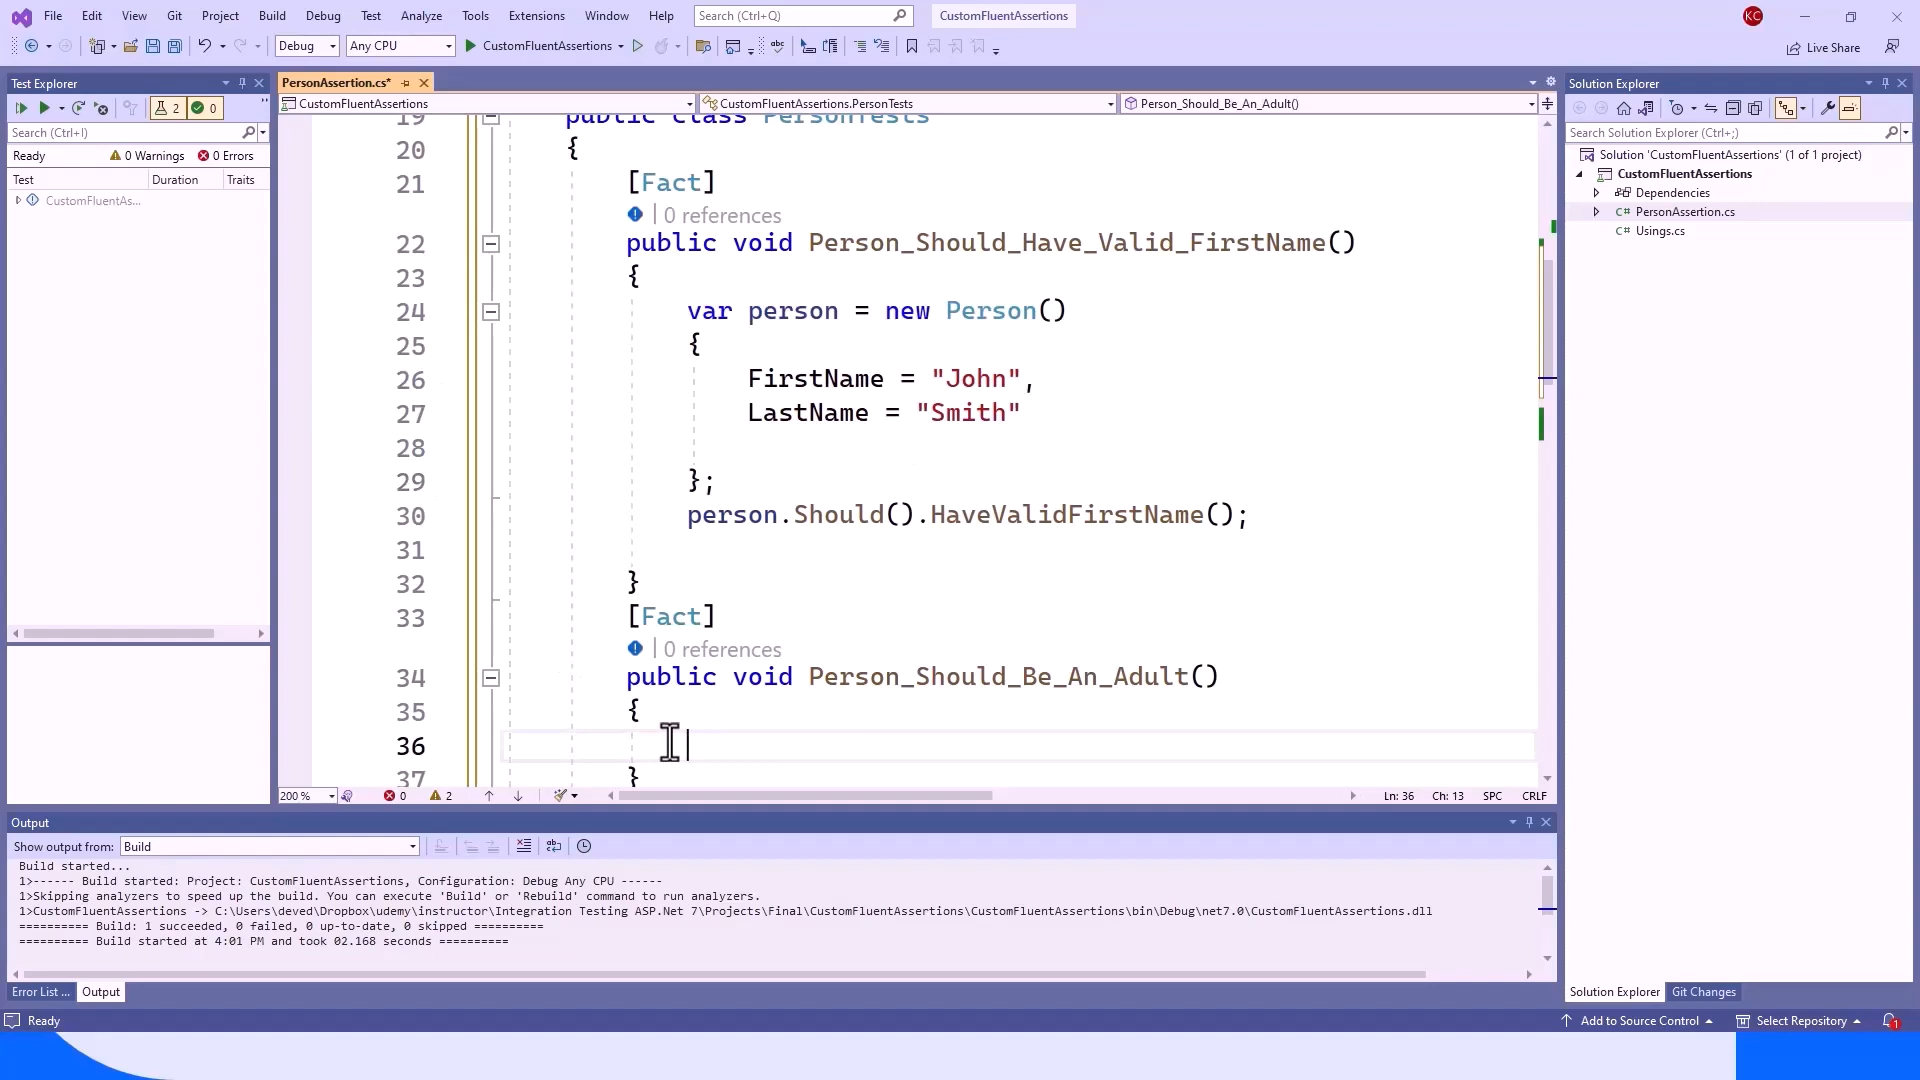 File Edit View Git Project Build Debug Test Analyze Tools Extensions Window Help Search (Ctrl+Q) CustomFluentAssertions KC
Debug Any CPU CustomFluentAssertions Live Share
Test Explorer
2 0
Search (Ctrl+I)
Ready 0 Warnings 0 Errors
Test Duration Traits
CustomFluentAs...
PersonAssertion.cs*
CustomFluentAssertions CustomFluentAssertions.PersonTests Person_Should_Be_An_Adult()
19 public class PersonTests
20 {
21 [Fact]
0 references
22 public void Person_Should_Have_Valid_FirstName()
23 {
24 var person = new Person()
25 {
26 FirstName = "John",
27 LastName = "Smith"
28
29 };
30 person.Should().HaveValidFirstName();
31
32 }
33 [Fact]
0 references
34 public void Person_Should_Be_An_Adult()
35 {
36
37 }
200 % 0 2 Ln: 36 Ch: 13 SPC CRLF
Solution Explorer
Search Solution Explorer (Ctrl+;)
Solution 'CustomFluentAssertions' (1 of 1 project)
CustomFluentAssertions
Dependencies
C# PersonAssertion.cs
C# Usings.cs
Output
Show output from: Build
Build started...
1>------ Build started: Project: CustomFluentAssertions, Configuration: Debug Any CPU ------
1>Skipping analyzers to speed up the build. You can execute 'Build' or 'Rebuild' command to run analyzers.
1>CustomFluentAssertions -> C:\Users\deved\Dropbox\udemy\instructor\Integration Testing ASP.Net 7\Projects\Final\CustomFluentAssertions\CustomFluentAssertions\bin\Debug\net7.0\CustomFluentAssertions.dll
========== Build: 1 succeeded, 0 failed, 0 up-to-date, 0 skipped ==========
========== Build started at 4:01 PM and took 02.168 seconds ==========
Error List ... Output
Solution Explorer Git Changes
Ready Add to Source Control Select Repository 1